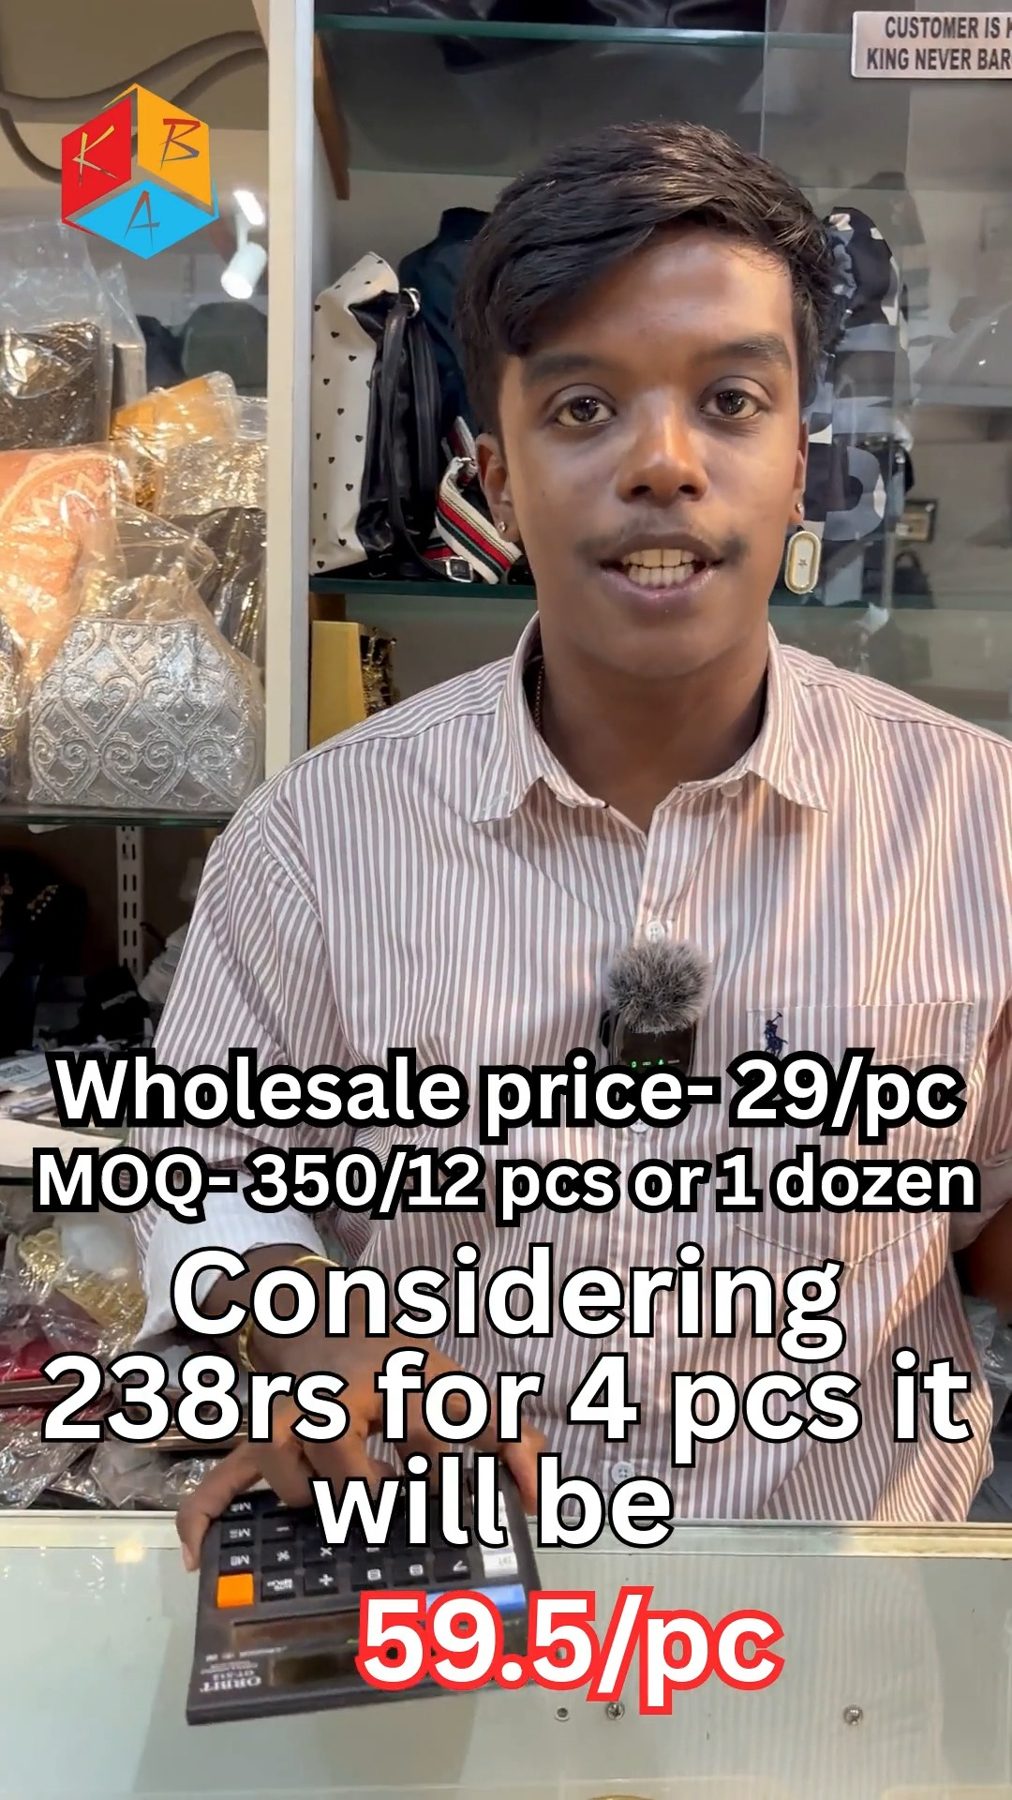 CUSTOMER IS
KING NEVER
K B
A
Wholesale price- 29/pc
MOQ- 350/12 pcs or 1 dozen
Considering
238rs for 4 pcs it
will be
59.5/pc
ORBIT